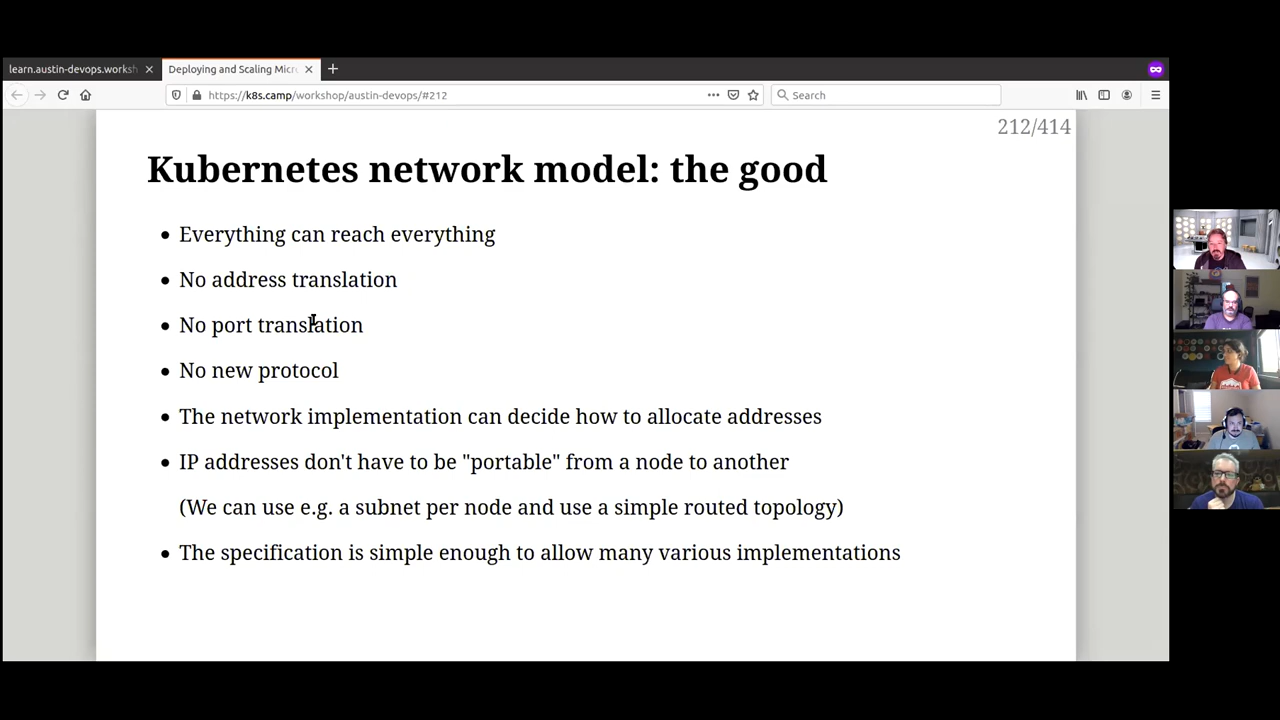 learn.austin-devops.worksh
Deploying and Scaling Micr
https://k8s.camp/workshop/austin-devops/#212
Search
212/414
Kubernetes network model: the good
• Everything can reach everything
• No address translation
• No port translation
• No new protocol
• The network implementation can decide how to allocate addresses
• IP addresses don't have to be "portable" from a node to another
(We can use e.g. a subnet per node and use a simple routed topology)
• The specification is simple enough to allow many various implementations